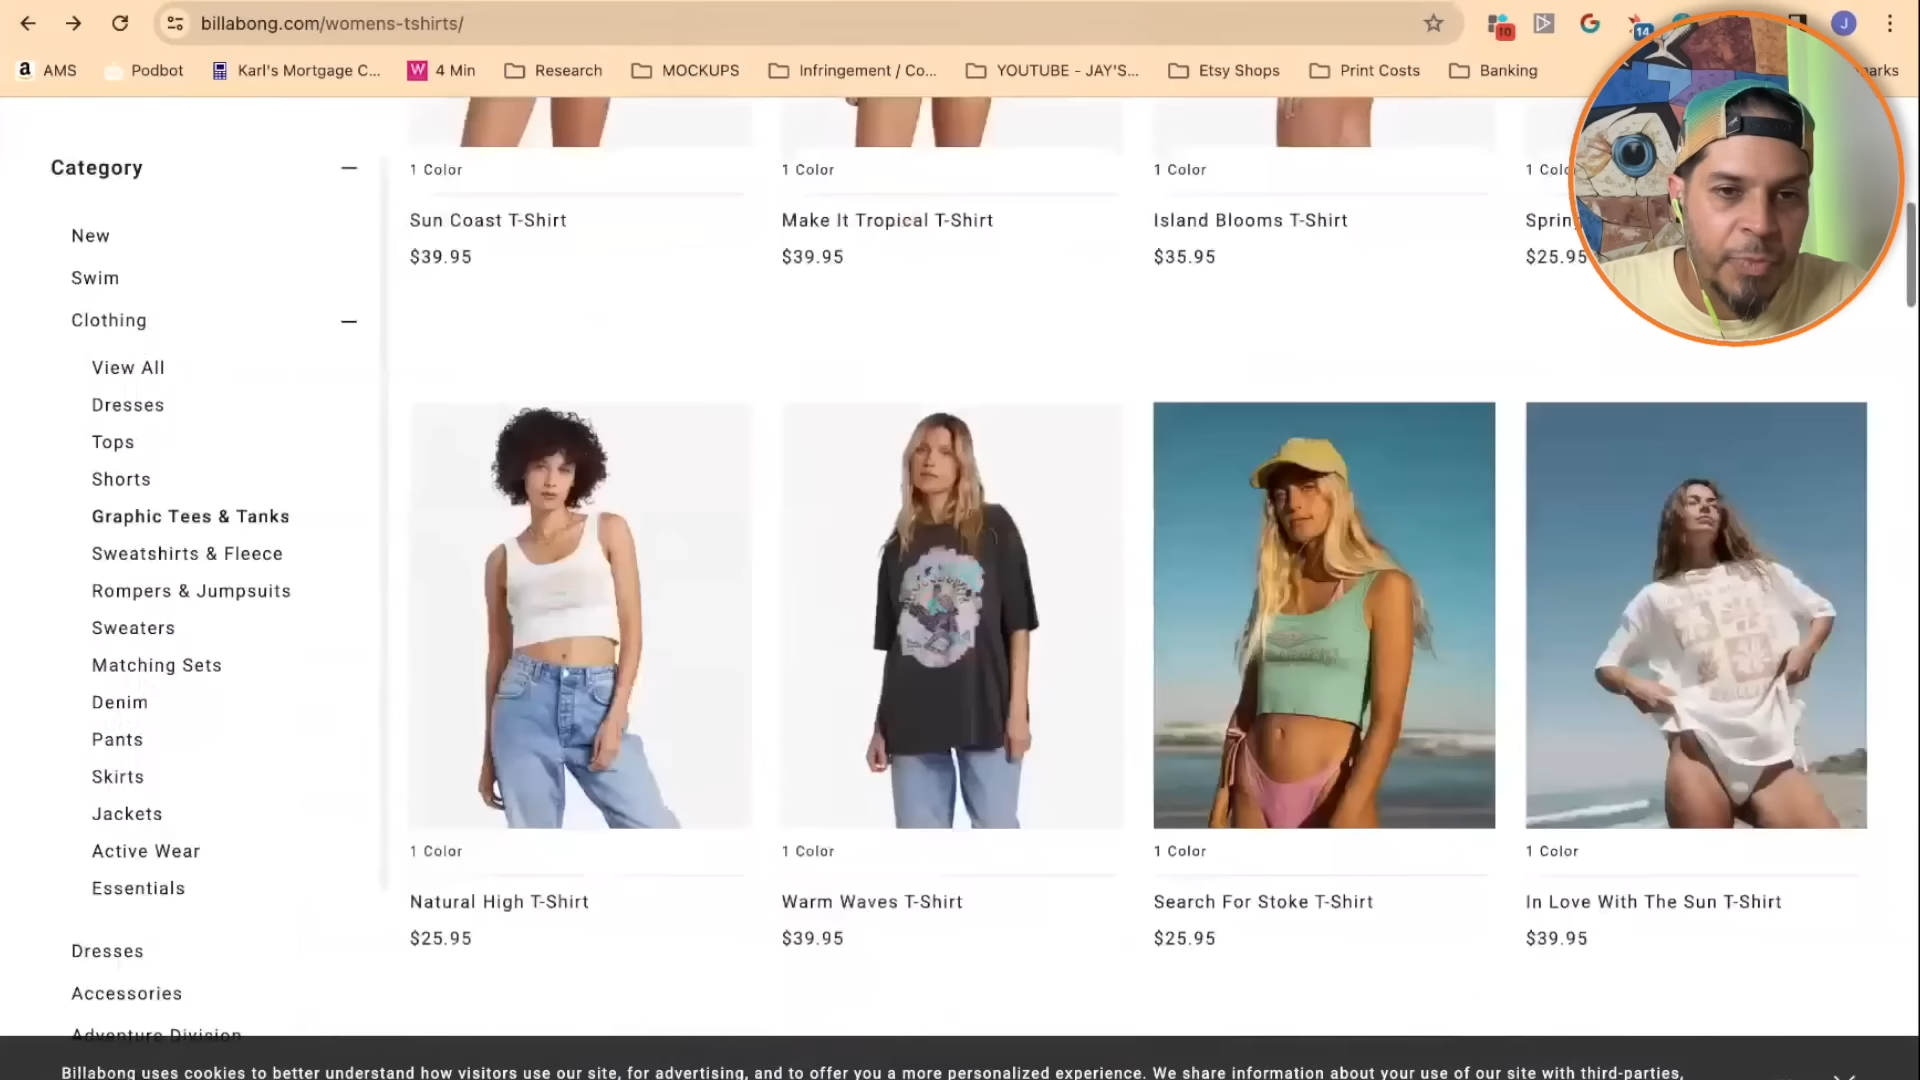 billabong.com/womens-tshirts/
10
14
J
AMS
Podbot
Karl's Mortgage C...
W 4 Min
Research
MOCKUPS
Infringement / Co...
YOUTUBE - JAY'S...
Etsy Shops
Print Costs
Banking
Category
New
Swim
Clothing
View All
Dresses
Tops
Shorts
Graphic Tees & Tanks
Sweatshirts & Fleece
Rompers & Jumpsuits
Sweaters
Matching Sets
Denim
Pants
Skirts
Jackets
Active Wear
Essentials
Dresses
Accessories
Adventure Division
1 Color
Sun Coast T-Shirt
$39.95
1 Color
Make It Tropical T-Shirt
$39.95
1 Color
Island Blooms T-Shirt
$35.95
$25.95
1 Color
Natural High T-Shirt
$25.95
1 Color
Warm Waves T-Shirt
$39.95
1 Color
Search For Stoke T-Shirt
$25.95
1 Color
In Love With The Sun T-Shirt
$39.95
Billabong uses cookies to better understand how visitors use our site, for advertising, and to offer you a more personalized experience. We share information about your use of our site with third-parties,